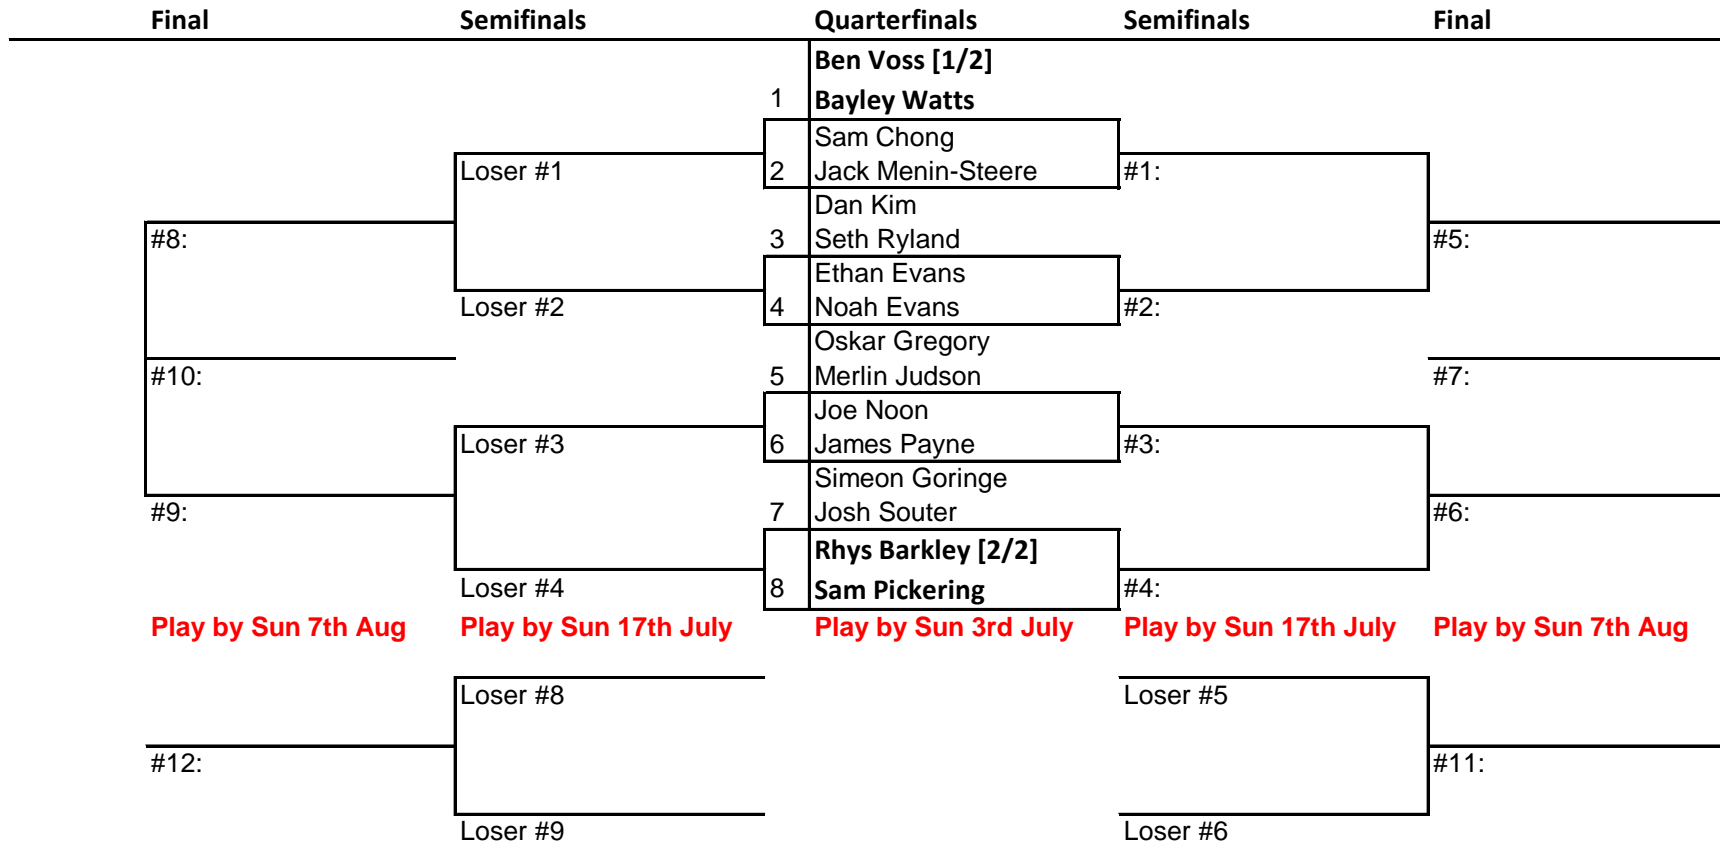 Final Semifinals Quarterfinals Semifinals Final
Ben Voss [1/2]
1 Bayley Watts
Sam Chong
Loser #1 2 Jack Menin-Steere #1:
Dan Kim
#8: 3 Seth Ryland #5:
Ethan Evans
Loser #2 4 Noah Evans #2:
Oskar Gregory
#10: 5 Merlin Judson #7:
Joe Noon
Loser #3 6 James Payne #3:
Simeon Goringe
#9: 7 Josh Souter #6:
Rhys Barkley [2/2]
Loser #4 8 Sam Pickering #4:
Play by Sun 7th Aug Play by Sun 17th July Play by Sun 3rd July Play by Sun 17th July Play by Sun 7th Aug
Loser #8 Loser #5
#12: #11:
Loser #9 Loser #6